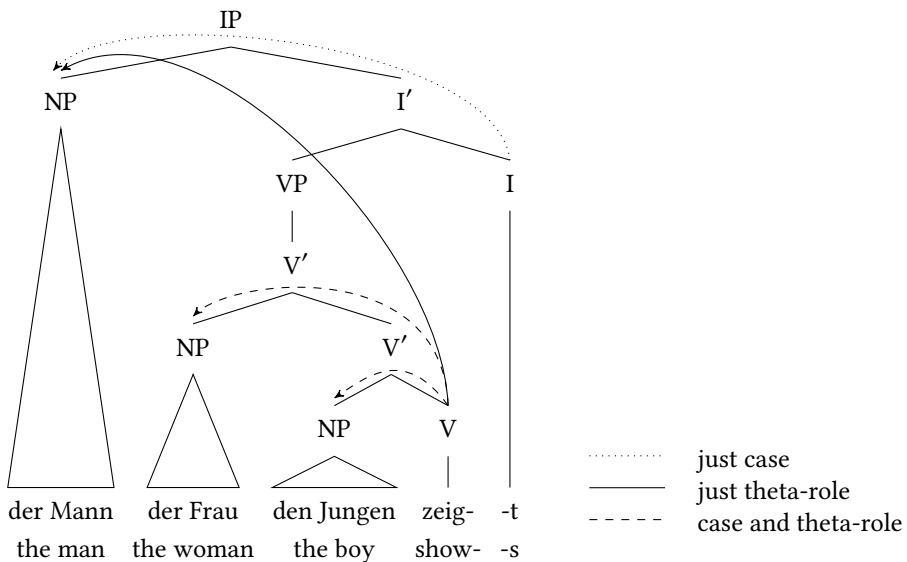 IP
NP I′
VP I
V′
NP V′
NP V
der Mann der Frau den Jungen zeig- -t
the man the woman the boy show- -s
just case
just theta-role
case and theta-role